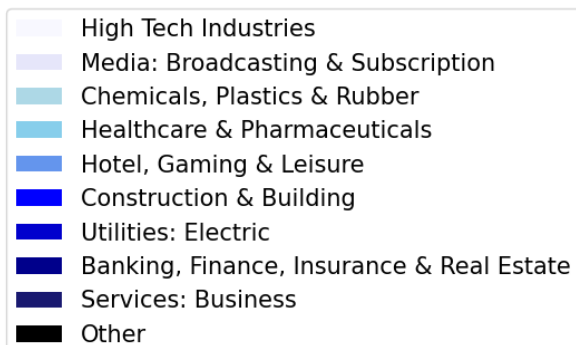 High Tech Industries
Media: Broadcasting & Subscription
Chemicals, Plastics & Rubber
Healthcare & Pharmaceuticals
Hotel, Gaming & Leisure
Construction & Building
Utilities: Electric
Banking, Finance, Insurance & Real Estate
Services: Business
Other